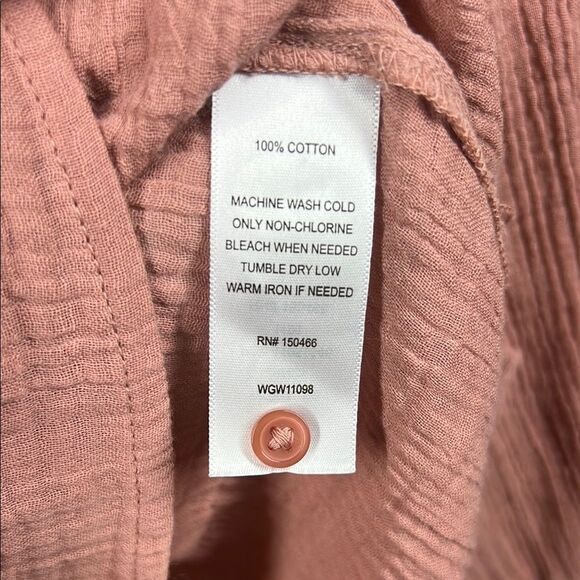 100% COTTON
MACHINE WASH COLD
ONLY NON-CHLORINE
BLEACH WHEN NEEDED
TUMBLE DRY LOW
WARM IRON IF NEEDED
RN# 150466
WGW11098